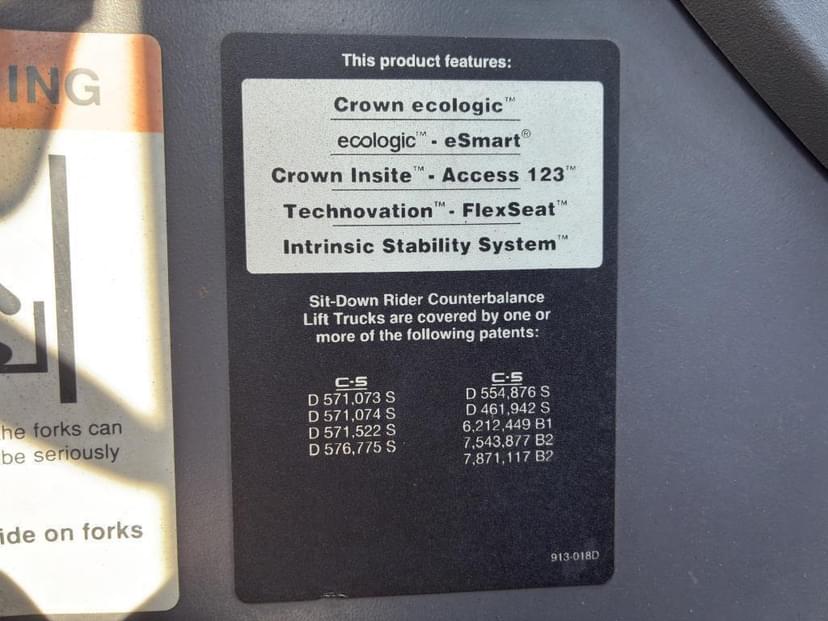 ING
he forks can
be seriously
ide on forks
This product features:
Crown ecologic™
ecologic™ - eSmart®
Crown Insite™ - Access 123™
Technovation™ - FlexSeat™
Intrinsic Stability System™
Sit-Down Rider Counterbalance
Lift Trucks are covered by one or
more of the following patents:
C-5
D 571,073 S
D 571,074 S
D 571,522 S
D 576,775 S
C-5
D 554,876 S
D 461,942 S
6,212,449 B1
7,543,877 B2
7,871,117 B2
913-018D